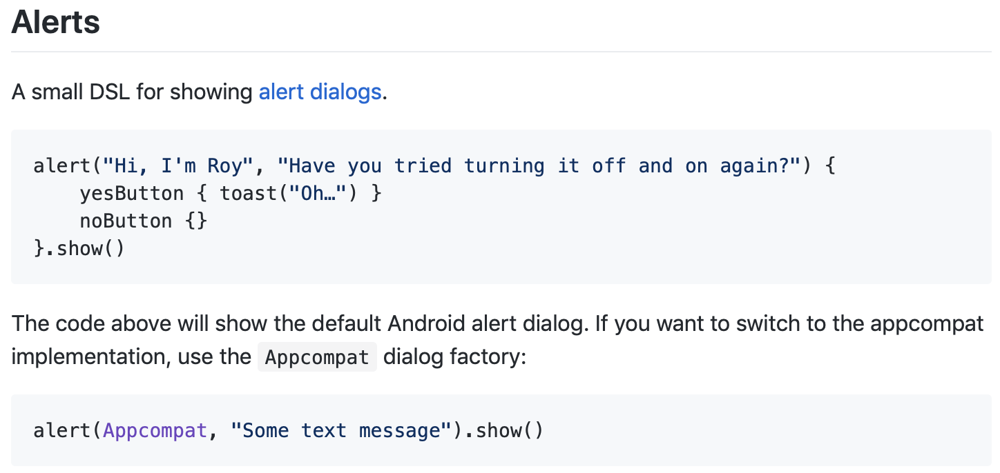 Alerts
A small DSL for showing alert dialogs.
alert("Hi, I'm Roy", "Have you tried turning it off and on again?") {
    yesButton { toast("Oh…") }
    noButton {}
}.show()
The code above will show the default Android alert dialog. If you want to switch to the appcompat
implementation, use the Appcompat dialog factory:
alert(Appcompat, "Some text message").show()